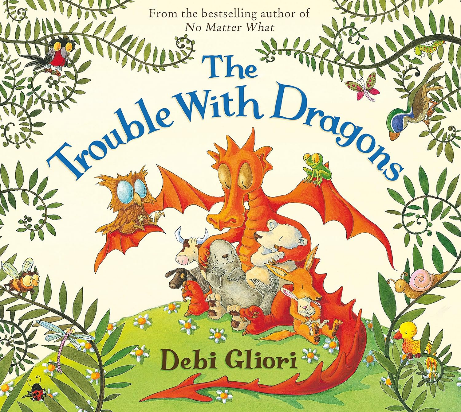 From the bestselling author of
No Matter What
The
Trouble With Dragons
Debi Gliori